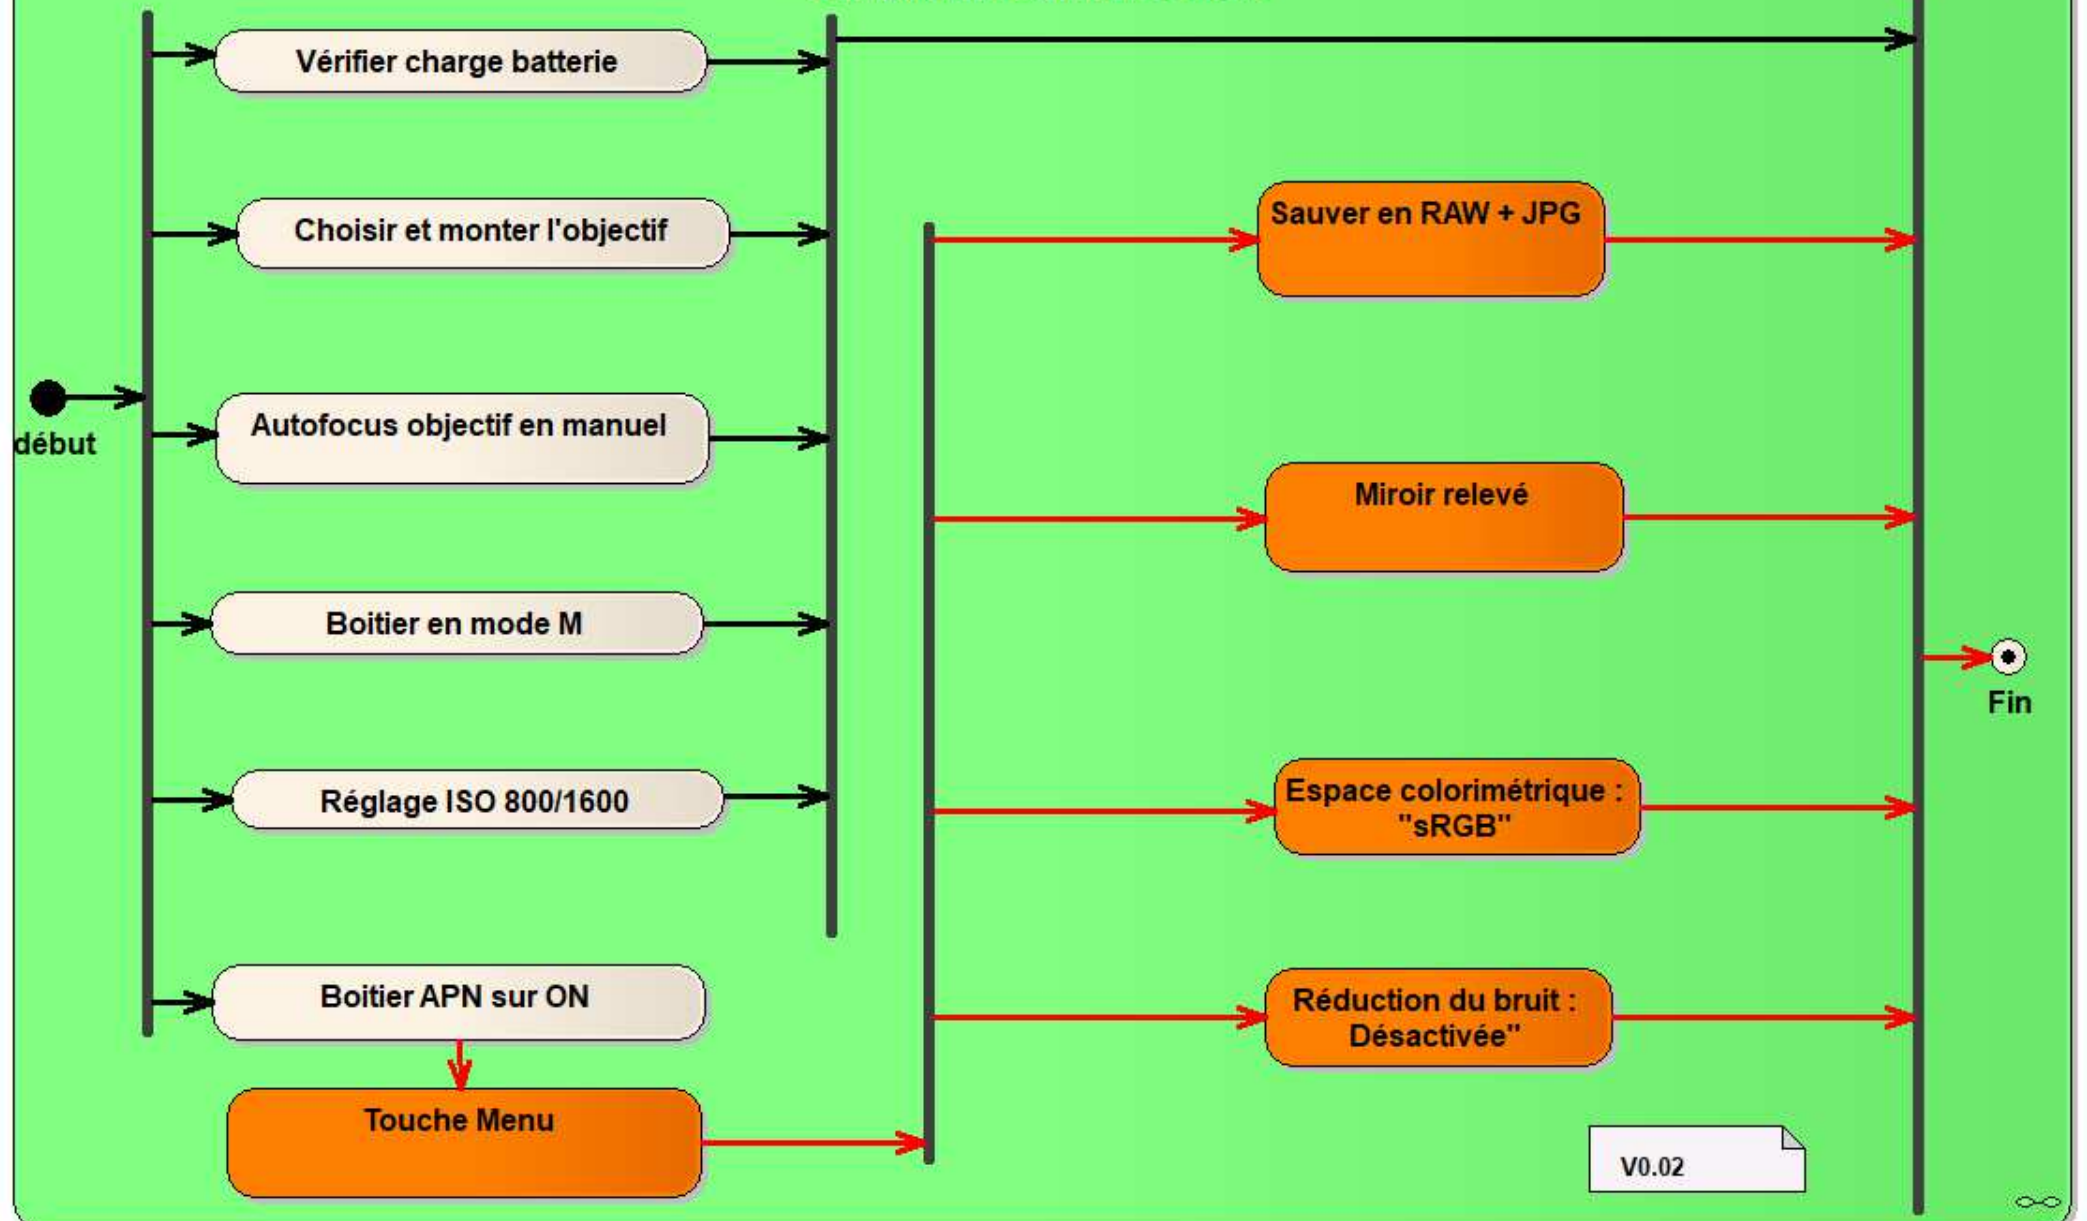 Vérifier charge batterie
Choisir et monter l'objectif
Autofocus objectif en manuel
début
Boitier en mode M
Réglage ISO 800/1600
Boitier APN sur ON
Touche Menu
Sauver en RAW + JPG
Miroir relevé
Espace colorimétrique :
"sRGB"
Réduction du bruit :
Désactivée"
Fin
V0.02